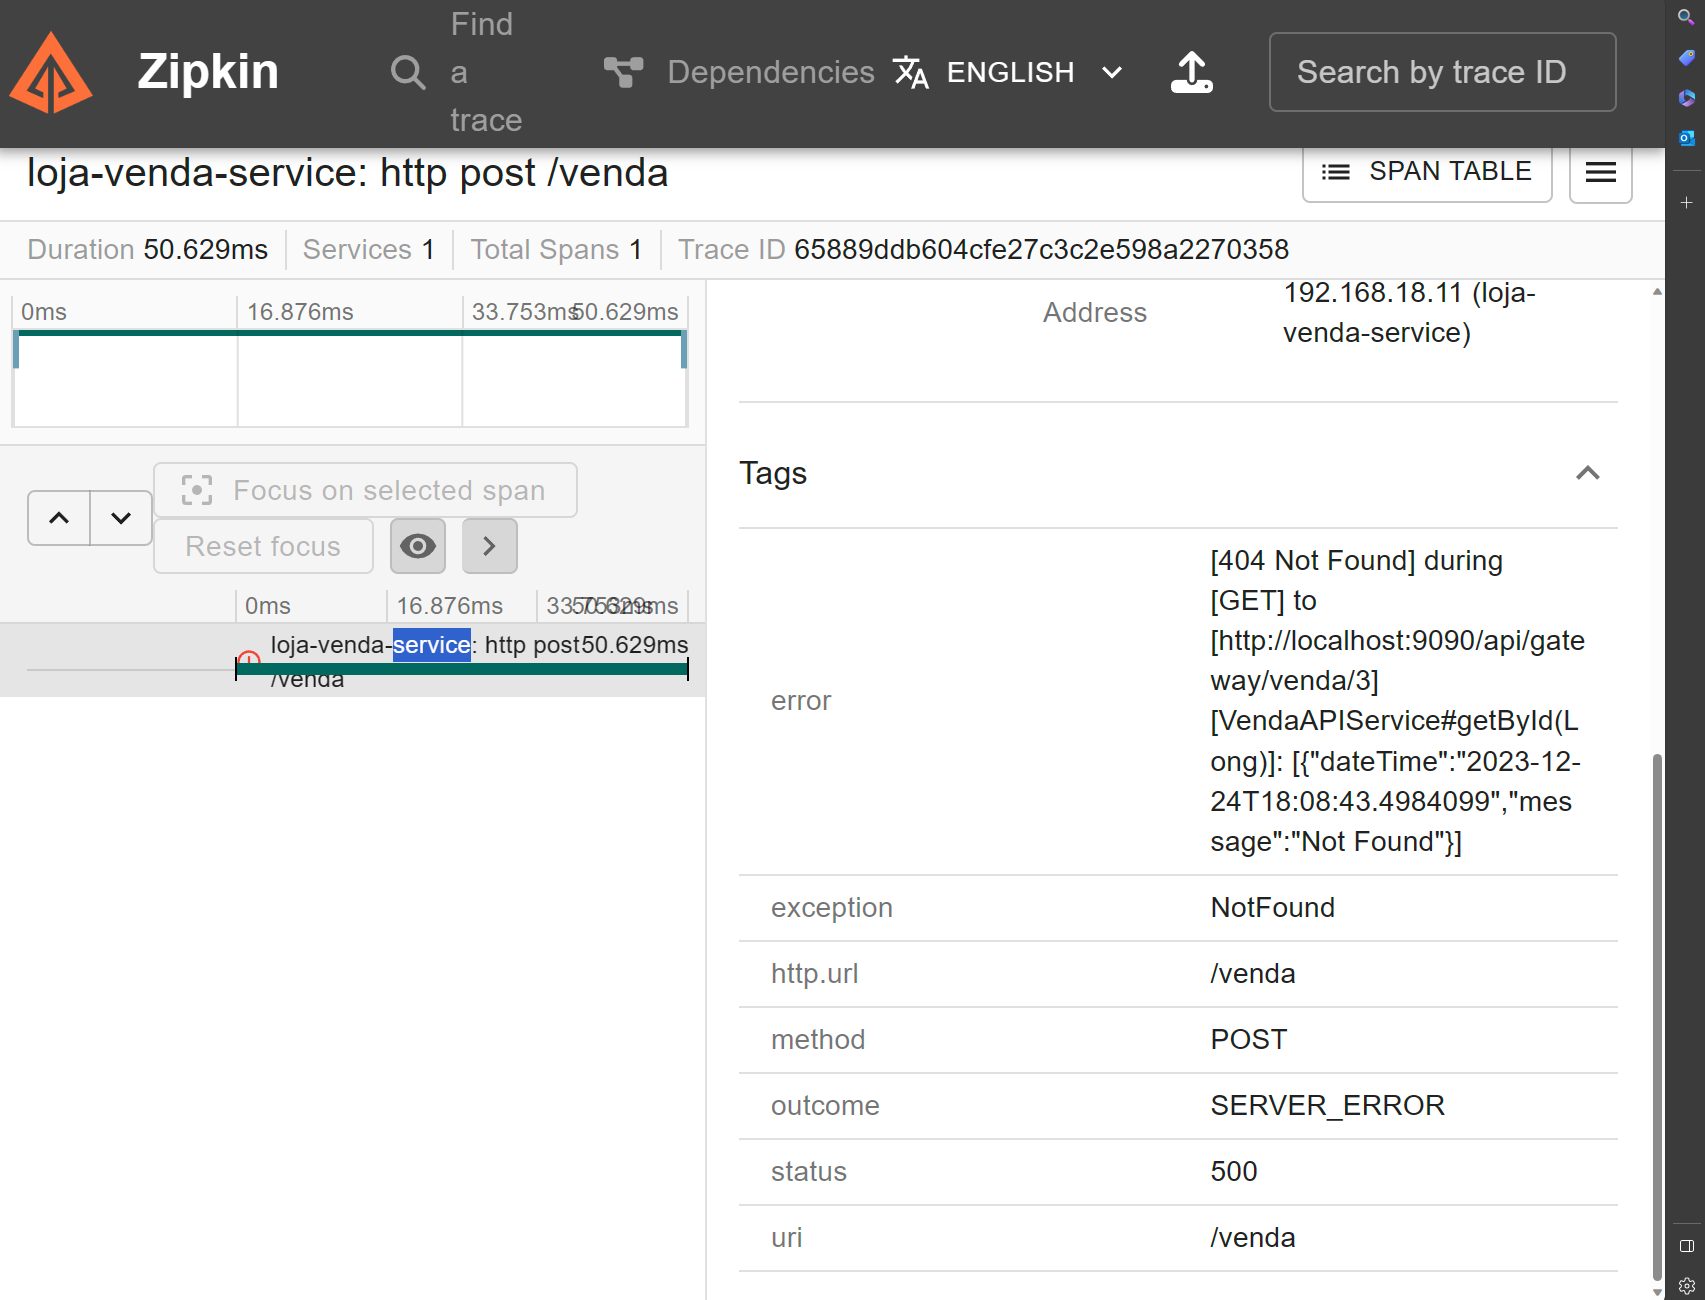 Zipkin
Find
a
trace
Dependencies
ENGLISH
Search by trace ID
loja-venda-service: http post /venda
SPAN TABLE
Duration 50.629ms
Services 1
Total Spans 1
Trace ID 65889ddb604cfe27c3c2e598a2270358
0ms
16.876ms
33.753ms
50.629ms
Focus on selected span
Reset focus
0ms
16.876ms
33.753ms
50.629ms
loja-venda-service: http post
50.629ms
/venda
Address
192.168.18.11 (loja-
venda-service)
Tags
error
[404 Not Found] during
[GET] to
[http://localhost:9090/api/gate
way/venda/3]
[VendaAPIService#getById(L
ong)]: [{"dateTime":"2023-12-
24T18:08:43.4984099","mes
sage":"Not Found"}]
exception
NotFound
http.url
/venda
method
POST
outcome
SERVER_ERROR
status
500
uri
/venda